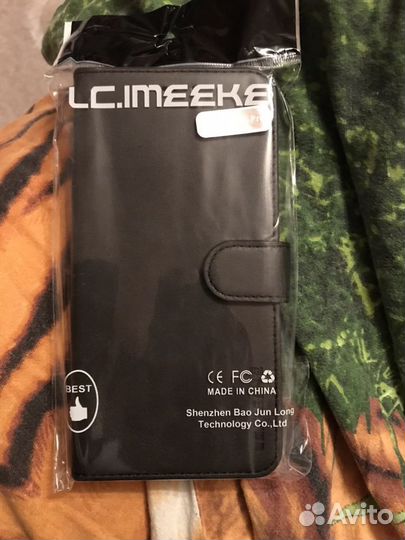 LC.IMEEKE
BEST
CE FC
MADE IN CHINA
Shenzhen Bao Jun Long
Technology Co.,Ltd
Avito